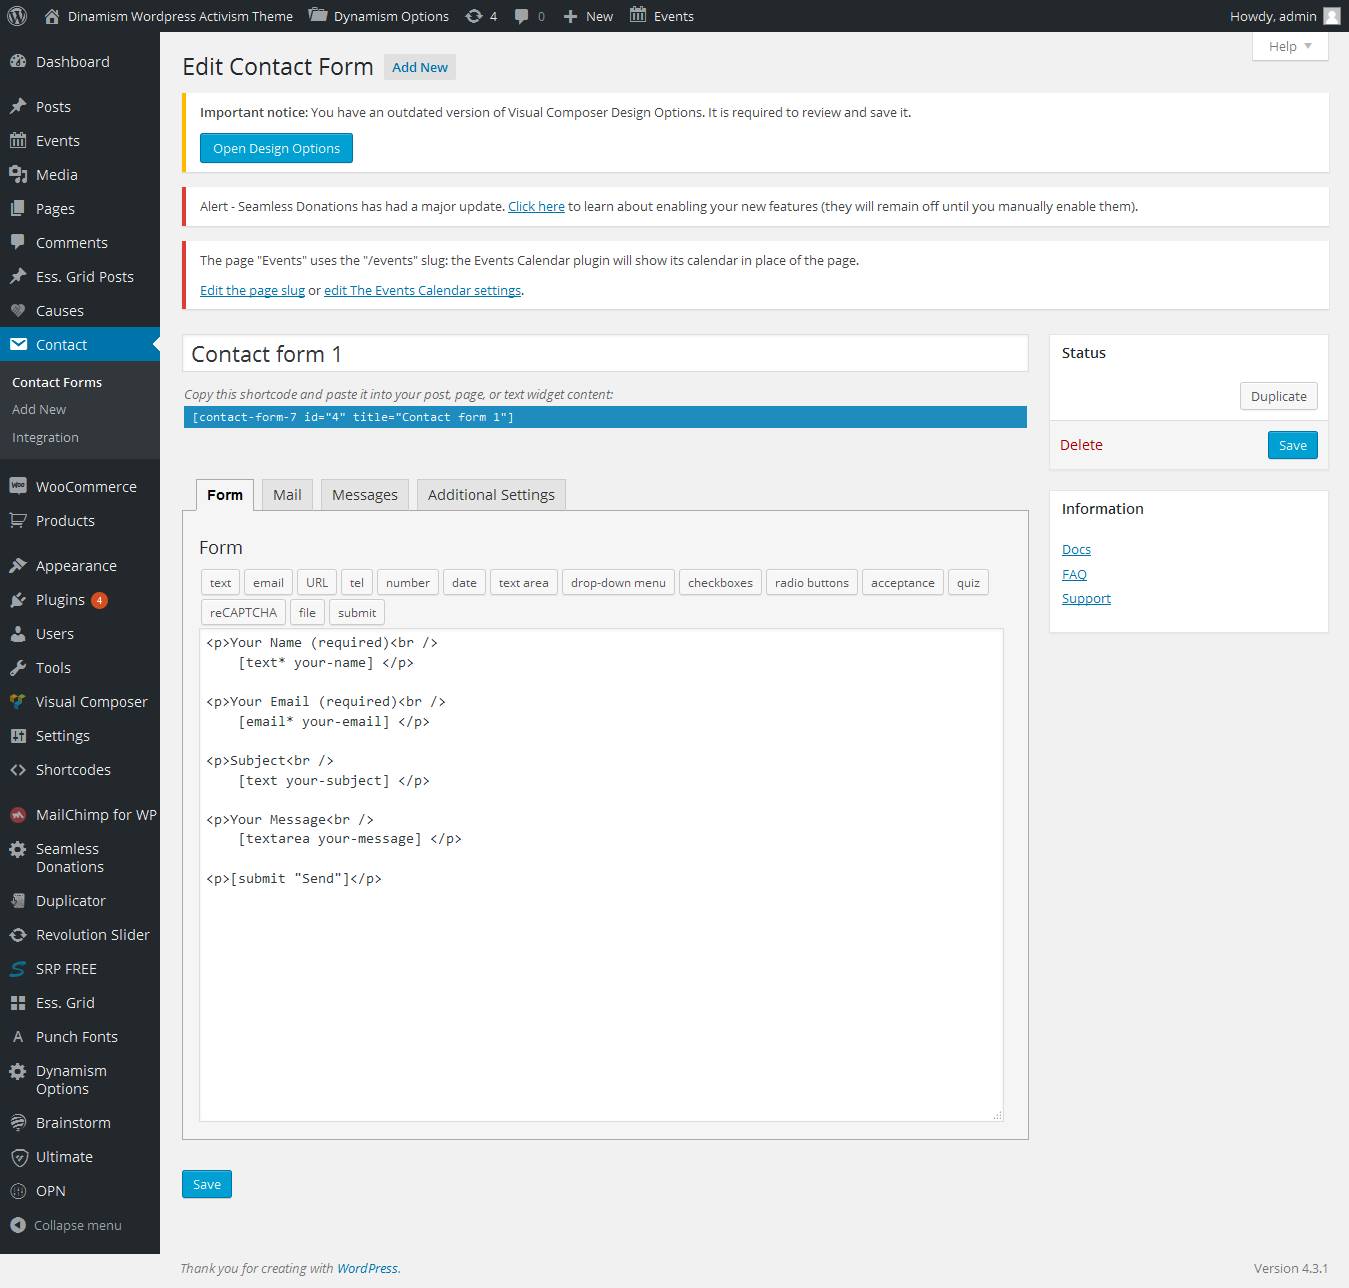 Dinamism Wordpress Activism Theme Dynamism Options 4 0 New Events Howdy, admin
Help
Dashboard
Posts
Events
Media
Pages
Comments
Ess. Grid Posts
Causes
Contact
Contact Forms
Add New
Integration
WooCommerce
Products
Appearance
Plugins 4
Users
Tools
Visual Composer
Settings
Shortcodes
MailChimp for WP
Seamless
Donations
Duplicator
Revolution Slider
SRP FREE
Ess. Grid
Punch Fonts
Dynamism
Options
Brainstorm
Ultimate
OPN
Collapse menu
Edit Contact Form Add New
Important notice: You have an outdated version of Visual Composer Design Options. It is required to review and save it.
Open Design Options
Alert - Seamless Donations has had a major update. Click here to learn about enabling your new features (they will remain off until you manually enable them).
The page "Events" uses the "/events" slug: the Events Calendar plugin will show its calendar in place of the page.
Edit the page slug or edit The Events Calendar settings.
Contact form 1
Copy this shortcode and paste it into your post, page, or text widget content:
[contact-form-7 id="4" title="Contact form 1"]
Form Mail Messages Additional Settings
Form
text email URL tel number date text area drop-down menu checkboxes radio buttons acceptance quiz
reCAPTCHA file submit
<p>Your Name (required)<br />
[text* your-name] </p>
<p>Your Email (required)<br />
[email* your-email] </p>
<p>Subject<br />
[text your-subject] </p>
<p>Your Message<br />
[textarea your-message] </p>
<p>[submit "Send"]</p>
Save
Status
Duplicate
Delete Save
Information
Docs
FAQ
Support
Thank you for creating with WordPress. Version 4.3.1